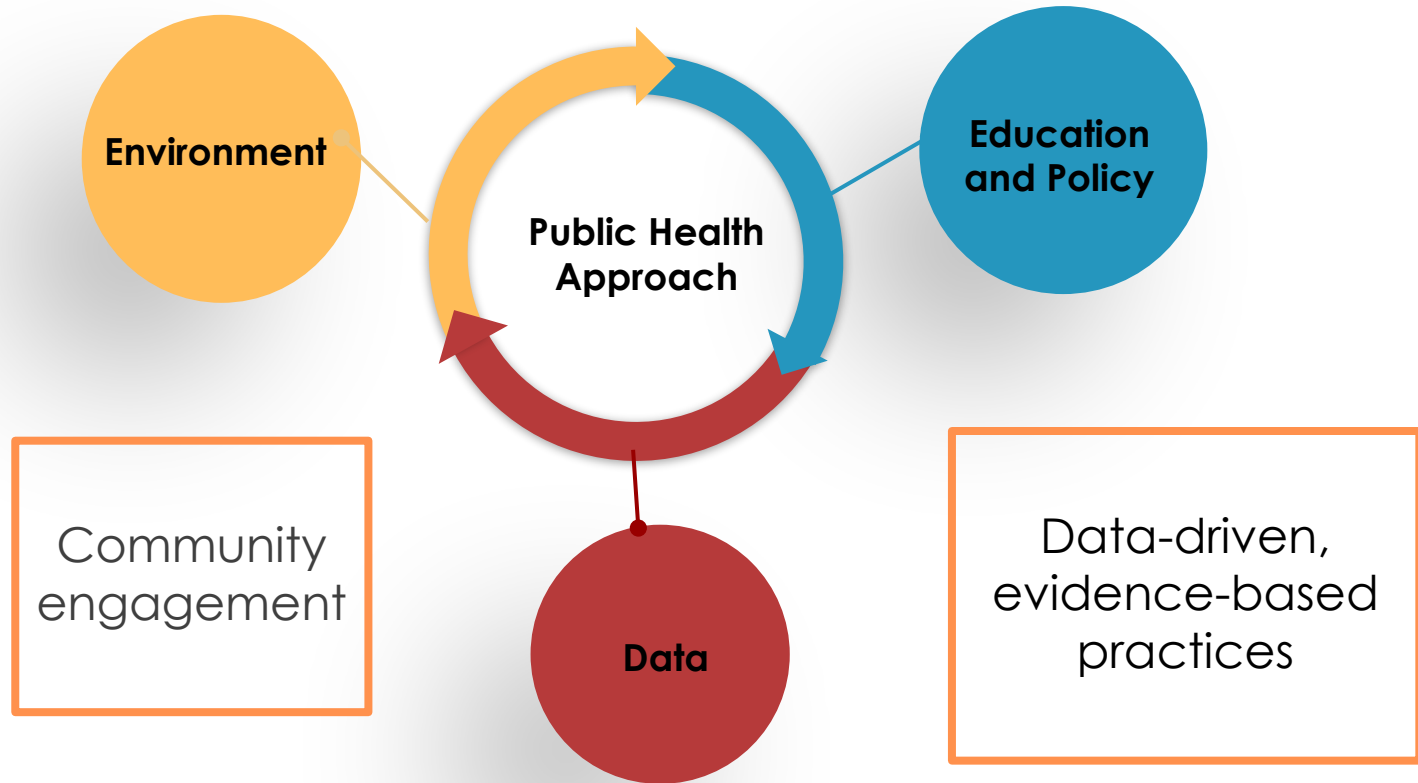 Environment
Public Health
Approach
Education
and Policy
Community
engagement
Data
Data-driven,
evidence-based
practices